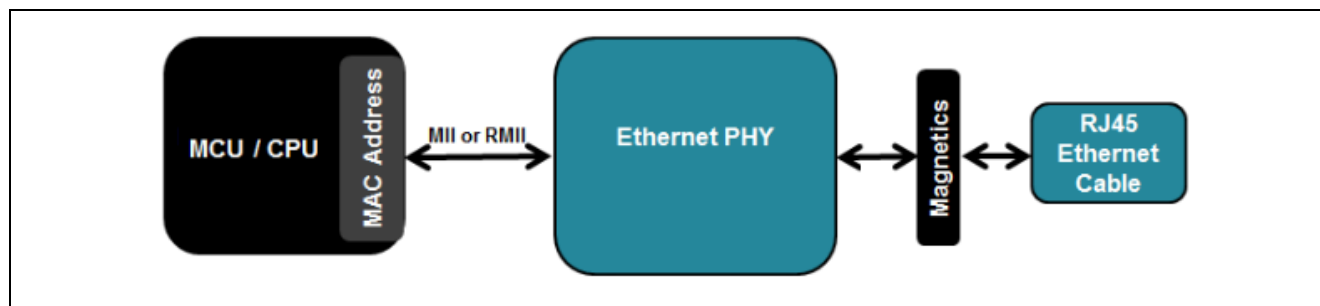 MCU / CPU
MAC Address
MII or RMII
Ethernet PHY
Magnetics
RJ45
Ethernet
Cable